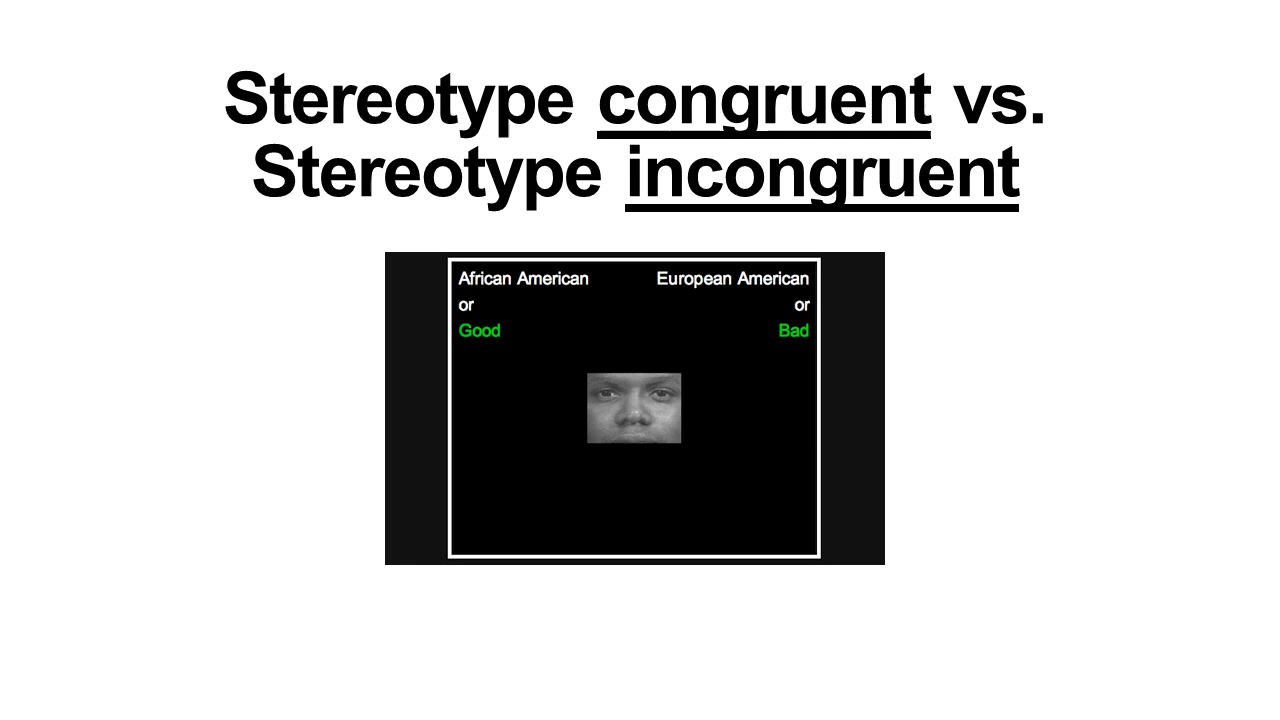 Stereotype congruent vs.
Stereotype incongruent
African American
or
Good
European American
or
Bad